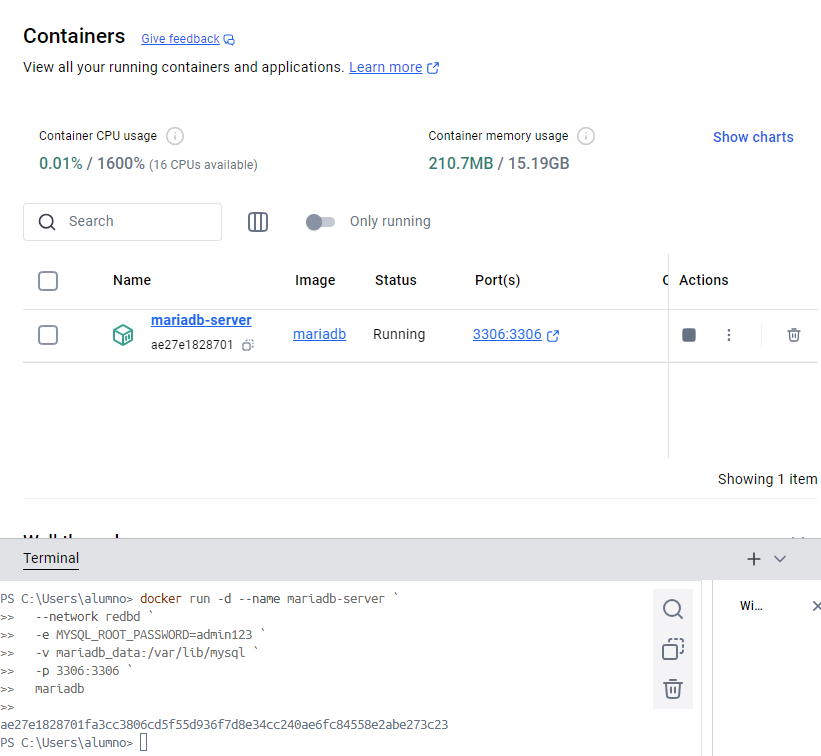 Containers Give feedback
View all your running containers and applications. Learn more
Container CPU usage
0.01% / 1600% (16 CPUs available)
Container memory usage
210.7MB / 15.19GB
Show charts
Search
Only running
Name Image Status Port(s) C Actions
mariadb-server
ae27e1828701
mariadb Running 3306:3306
Showing 1 item
Terminal
PS C:\Users\alumno> docker run -d --name mariadb-server `
>> --network redbd `
>> -e MYSQL_ROOT_PASSWORD=admin123 `
>> -v mariadb_data:/var/lib/mysql `
>> -p 3306:3306 `
>> mariadb
>>
ae27e1828701fa3cc3806cd5f55d936f7d8e34cc240ae6fc84558e2abe273c23
PS C:\Users\alumno>
Wi...